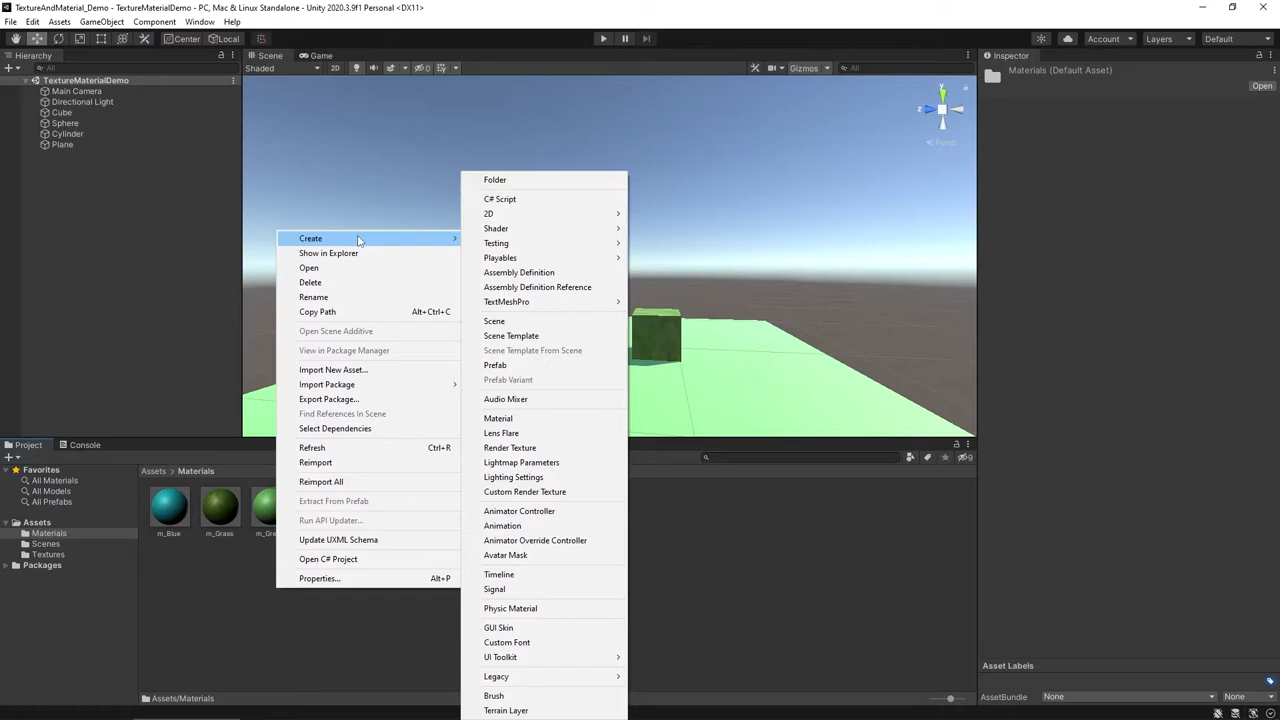 TextureAndMaterial_Demo - TextureMaterialDemo - PC, Mac & Linux Standalone - Unity 2020.3.9f1 Personal <DX11>
File Edit Assets GameObject Component Window Help
Center Local Account Layers Default
Hierarchy
All
TextureMaterialDemo
Main Camera
Directional Light
Cube
Sphere
Cylinder
Plane
Scene Game
Shaded 2D 0 Gizmos All
y
z
Persp
Inspector
Materials (Default Asset)
Open
Create
Show in Explorer
Open
Delete
Rename
Copy Path Alt+Ctrl+C
Open Scene Additive
View in Package Manager
Import New Asset...
Import Package
Export Package...
Find References In Scene
Select Dependencies
Refresh Ctrl+R
Reimport
Reimport All
Extract From Prefab
Run API Updater...
Update UXML Schema
Open C# Project
Properties... Alt+P
Folder
C# Script
2D
Shader
Testing
Playables
Assembly Definition
Assembly Definition Reference
TextMeshPro
Scene
Scene Template
Scene Template From Scene
Prefab
Prefab Variant
Audio Mixer
Material
Lens Flare
Render Texture
Lightmap Parameters
Lighting Settings
Custom Render Texture
Animator Controller
Animation
Animator Override Controller
Avatar Mask
Timeline
Signal
Physic Material
GUI Skin
Custom Font
UI Toolkit
Legacy
Brush
Terrain Layer
Project Console
9
Favorites
All Materials
All Models
All Prefabs
Assets
Materials
Scenes
Textures
Packages
Assets Materials
m_Blue m_Grass m_Gre
Assets/Materials
Asset Labels
AssetBundle None None